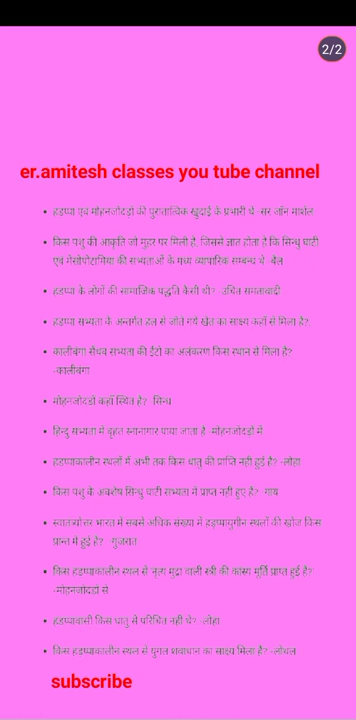 2/2
er.amitesh classes you tube channel
• हड़प्पा एवं मोहनजोदड़ो की पुरातात्विक खुदाई के प्रभारी थे -सर जॉन मार्शल
• किस पशु की आकृति जो मुहर पर मिली है, जिससे ज्ञात होता है कि सिन्धु घाटी
एवं मेसोपोटामिया की सभ्यताओं के मध्य व्यापारिक सम्बन्ध थे -बैल
• हड़प्पा के लोगों की सामाजिक पद्धति कैसी थी? -उचित समतावादी
• हड़प्पा सभ्यता के अन्तर्गत हल से जोते गये खेत का साक्ष्य कहाँ से मिला है?
• कालीबंगा सैंधव सभ्यता की ईंटों का अलंकरण किस स्थान से मिला है?
-कालीबंगा
• मोहनजोदड़ो कहाँ स्थित है? -सिन्ध
• हिन्दु सभ्यता में वृहत स्नानागार पाया जाता है -मोहनजोदड़ो में
• हड़प्पाकालीन स्थलों में अभी तक किस धातु की प्राप्ति नहीं हुई है? -लोहा
• किस पशु के अवशेष सिन्धु घाटी सभ्यता में प्राप्त नहीं हुए है? -गाय
• स्वातन्त्र्योत्तर भारत में सबसे अधिक संख्या में हड़प्पायुगीन स्थलों की खोज किस
प्रान्त में हुई है? -गुजरात
• किस हड़प्पाकालीन स्थल से 'नृत्य मुद्रा वाली स्त्री की कांस्य मूर्ति प्राप्त हुई है?
-मोहनजोदड़ो से
• हड़प्पावासी किस धातु से परिचित नहीं थे? -लोहा
• किस हड़प्पाकालीन स्थल से युगल शवाधान का साक्ष्य मिला है? -लोथल
subscribe